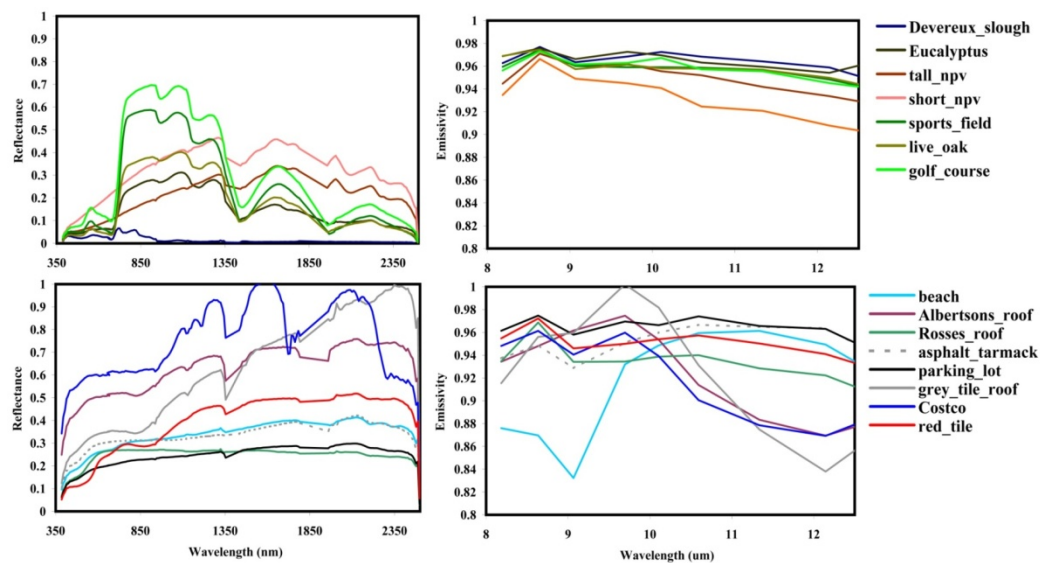 1
0.9
0.8
0.7
0.6
0.5
0.4
0.3
0.2
0.1
0
Reflectance
350 850 1350 1850 2350
1
0.98
0.96
0.94
0.92
0.9
0.88
0.86
0.84
0.82
0.8
Emissivity
8 9 10 11 12
Devereux_slough
Eucalyptus
tall_npv
short_npv
sports_field
live_oak
golf_course
1
0.9
0.8
0.7
0.6
0.5
0.4
0.3
0.2
0.1
0
Reflectance
350 850 1350 1850 2350
Wavelength (nm)
1
0.98
0.96
0.94
0.92
0.9
0.88
0.86
0.84
0.82
0.8
Emissivity
8 9 10 11 12
Wavelength (um)
beach
Albertsons_roof
Rosses_roof
asphalt_tarmack
parking_lot
grey_tile_roof
Costco
red_tile